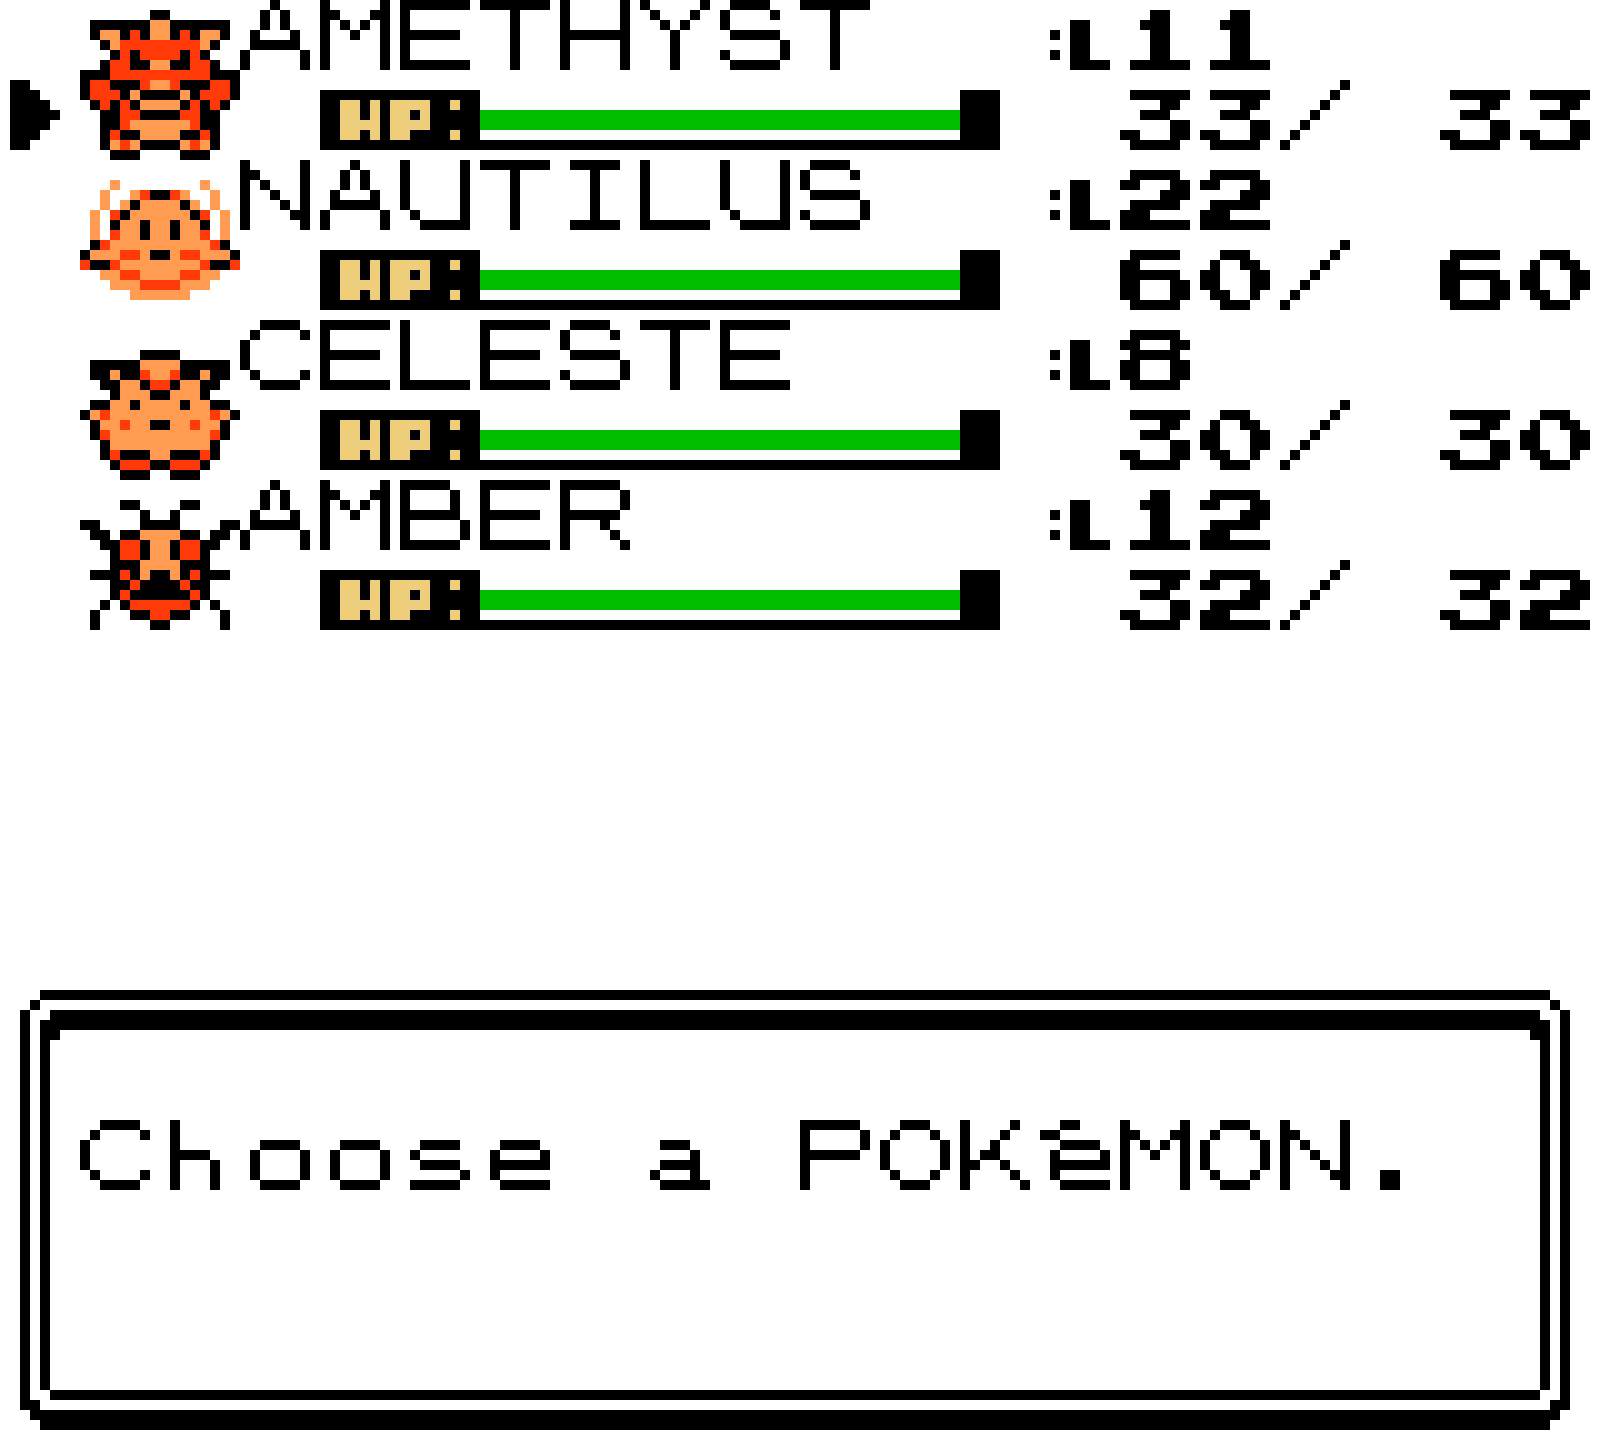 AMETHYST :L11
HP: 33/ 33
NAUTILUS :L22
HP: 60/ 60
CELESTE :L8
HP: 30/ 30
AMBER :L12
HP: 32/ 32
Choose a POKéMON.